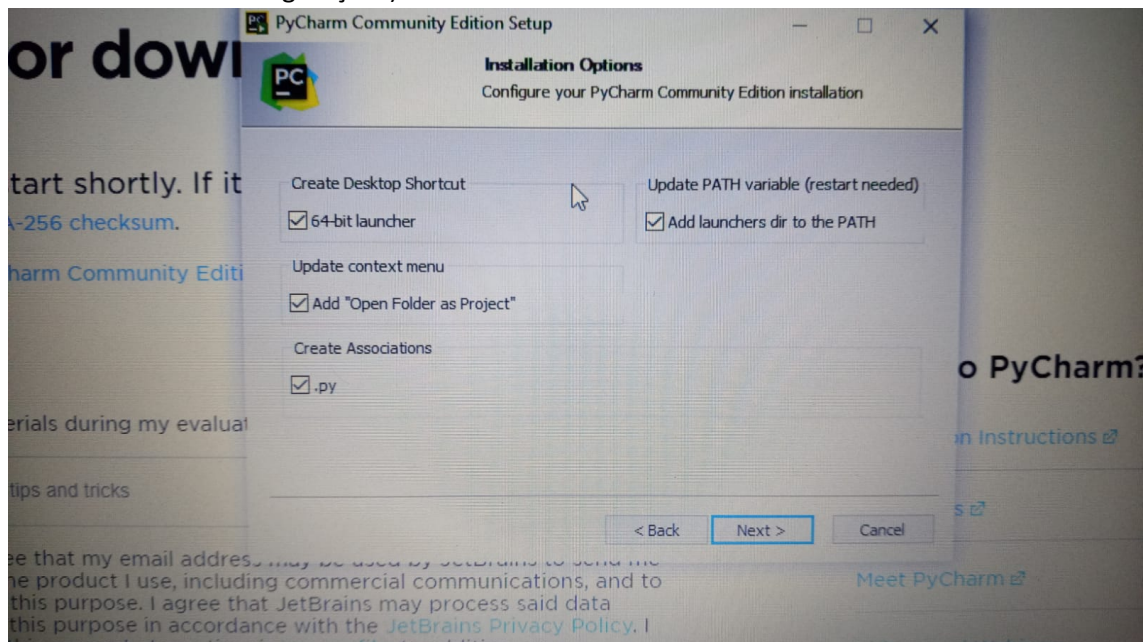 PyCharm Community Edition Setup
or dow
PC
Installation Options
Configure your PyCharm Community Edition installation
tart shortly. If it
-256 checksum.
harm Community Editi
Create Desktop Shortcut
64-bit launcher
Update PATH variable (restart needed)
Add launchers dir to the PATH
Update context menu
Add "Open Folder as Project"
Create Associations
.py
o PyCharm?
erials during my evaluat
n Instructions
tips and tricks
s
< Back
Next >
Cancel
ee that my email addres
may be used by JetBrains to send me
he product I use, including commercial communications, and to
Meet PyCharm
this purpose. I agree that JetBrains may process said data
this purpose in accordance with the JetBrains Privacy Policy. I